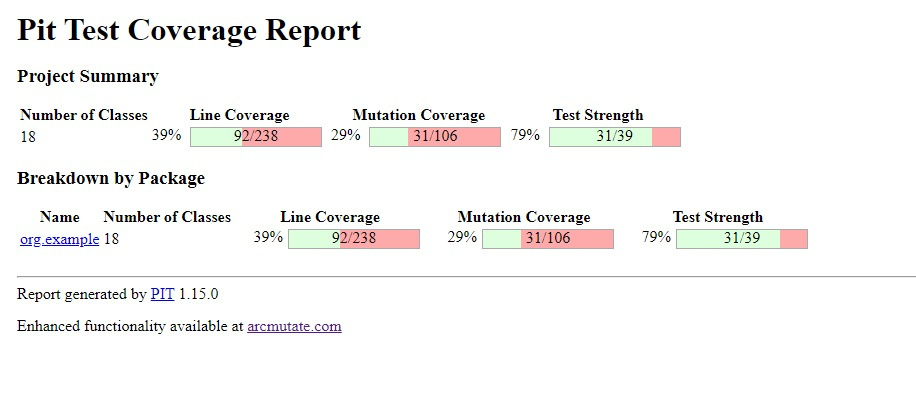 Pit Test Coverage Report
Project Summary
Number of Classes Line Coverage Mutation Coverage Test Strength
18 39% 92/238 29% 31/106 79% 31/39
Breakdown by Package
Name Number of Classes Line Coverage Mutation Coverage Test Strength
org.example 18 39% 92/238 29% 31/106 79% 31/39
Report generated by PIT 1.15.0
Enhanced functionality available at arcmutate.com